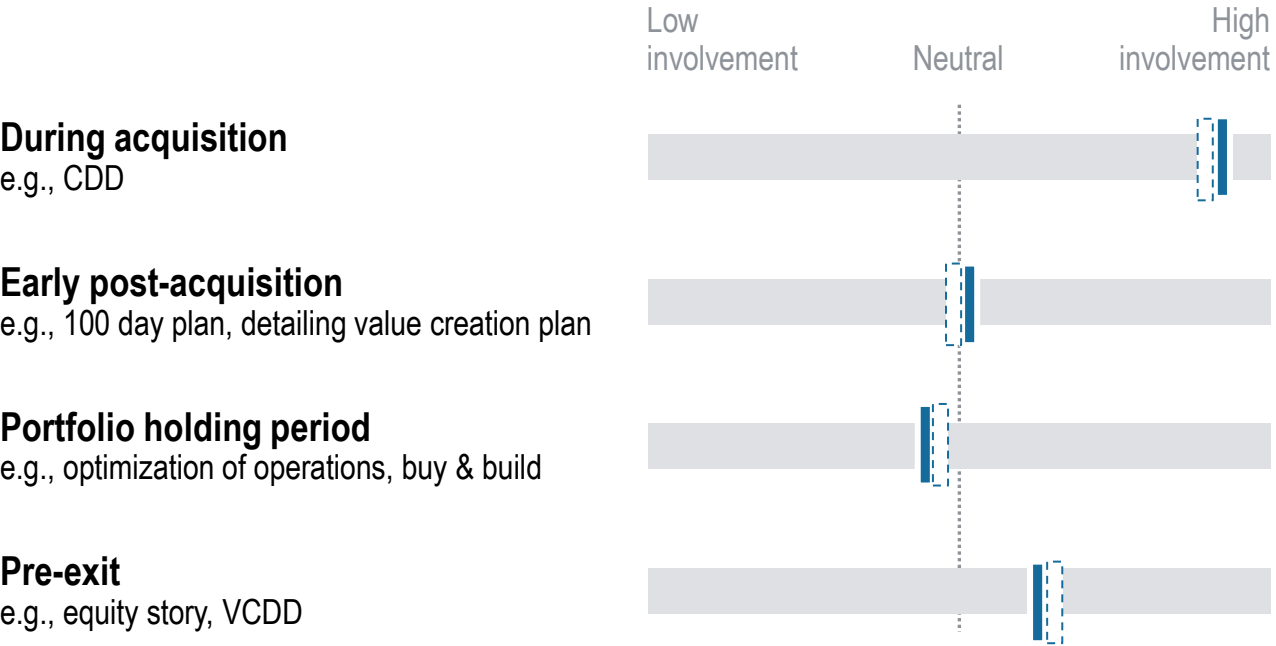 Low
involvement
Neutral
High
involvement
During acquisition
e.g., CDD
Early post-acquisition
e.g., 100 day plan, detailing value creation plan
Portfolio holding period
e.g., optimization of operations, buy & build
Pre-exit
e.g., equity story, VCDD